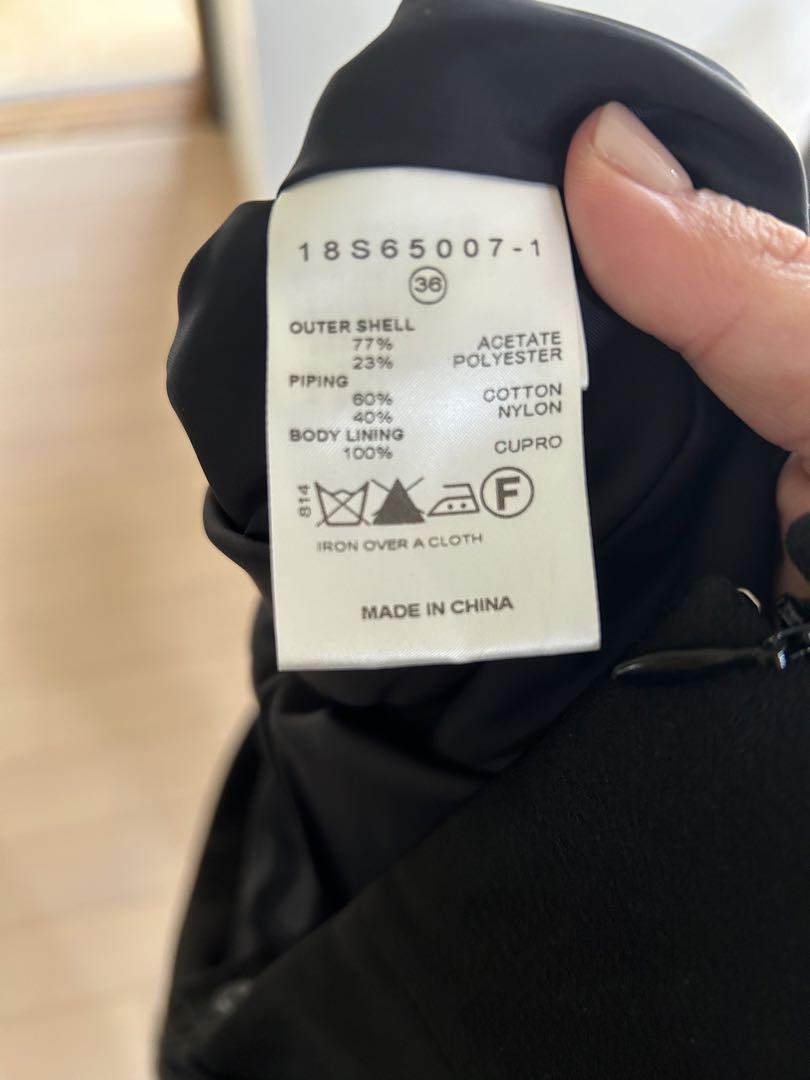 18S65007-1
36
OUTER SHELL
77% ACETATE
23% POLYESTER
PIPING
60% COTTON
40% NYLON
BODY LINING
100% CUPRO
814
F
IRON OVER A CLOTH
MADE IN CHINA